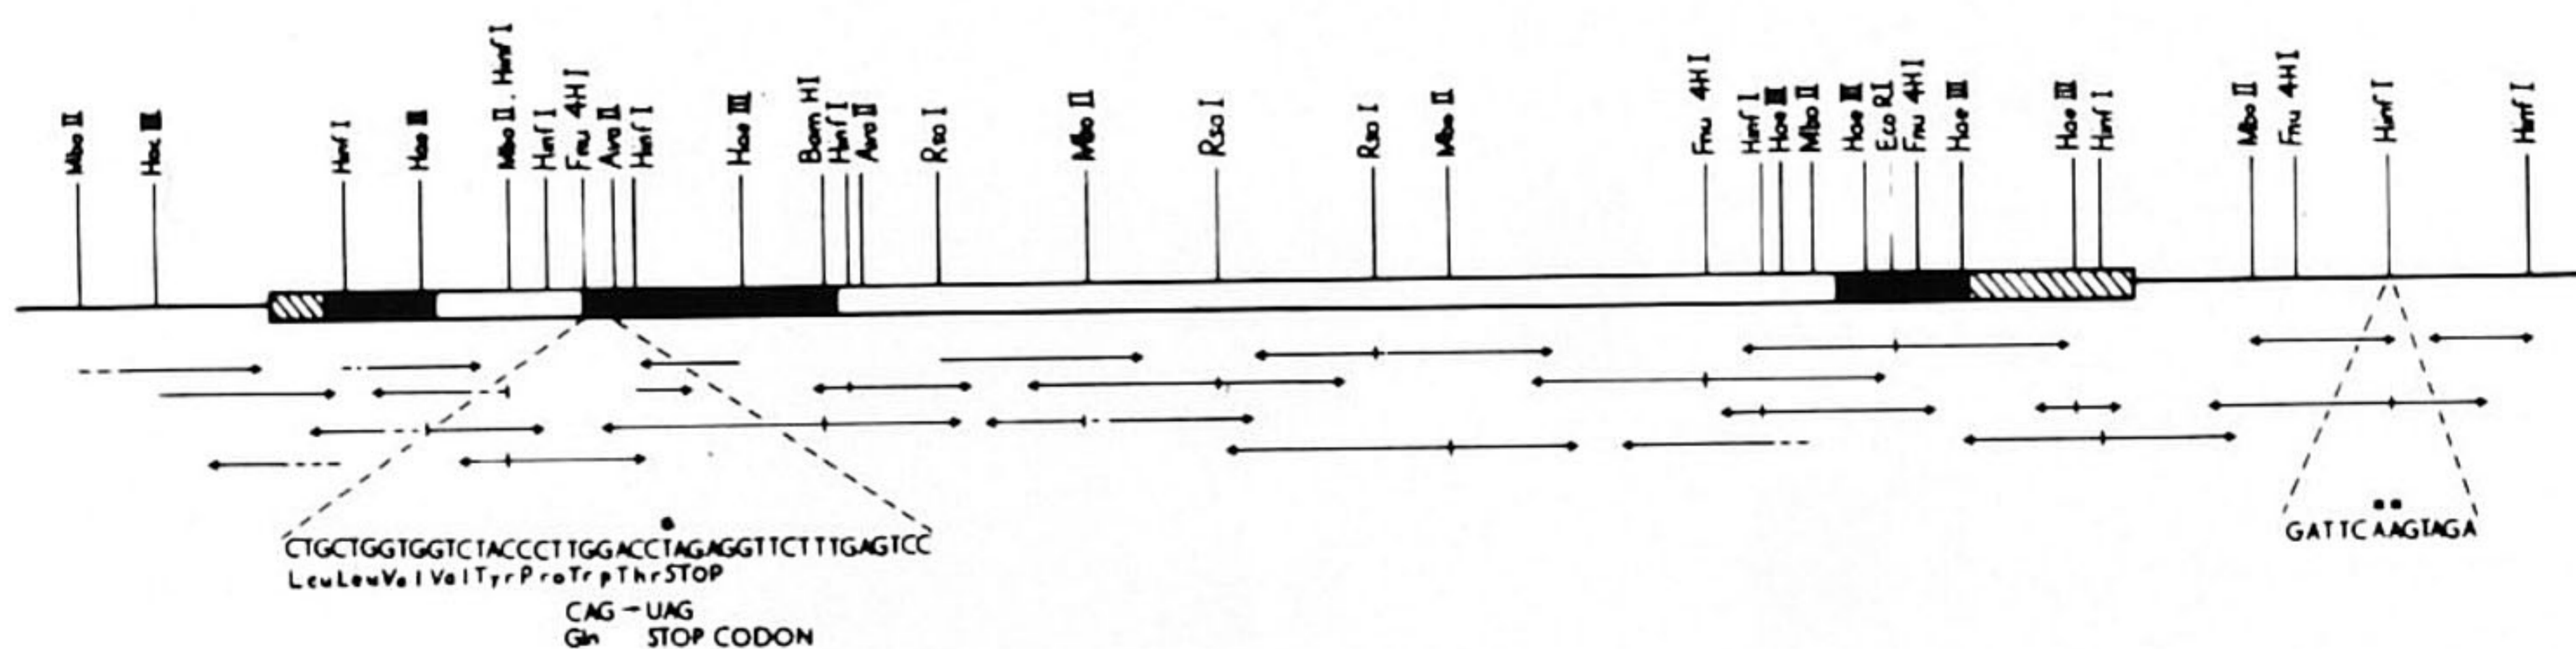 Mbo II
Hae III
Hinf I
Hae III
Mbo II. Hinf I
Hinf I
Fnu 4H I
Ava II
Hinf I
Hae III
Bam HI
Hinf I
Ava II
Rsa I
Mbo II
Rsa I
Rsa I
Mbo II
Fnu 4H I
Hinf I
Hae III
Mbo II
Hae III
Eco RI
Fnu 4H I
Hae III
Hae III
Hinf I
Mbo II
Fnu 4H I
Hinf I
Hinf I
CTGCTGGTGGTCTACCCTTGGACCTAGAGGTTCTTTGAGTCC
LeuLeuValValTyrProTrpThrSTOP
CAG – UAG
Gln STOP CODON
GATTCAAGTAGA